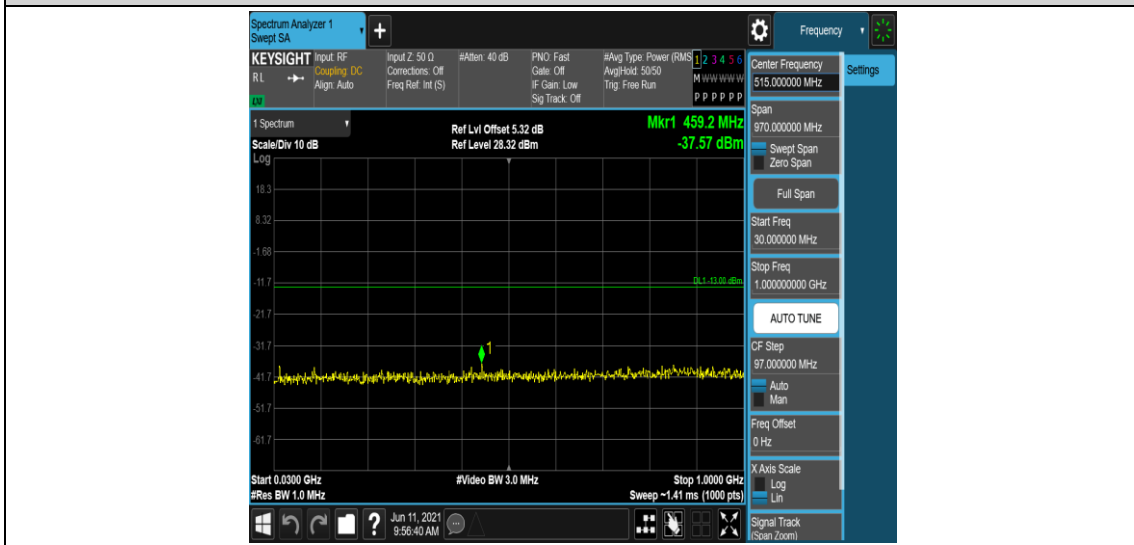 Spectrum Analyzer 1
Swept SA
+
Frequency
KEYSIGHT
RL
LXI
Input: RF
Coupling: DC
Align: Auto
Input Z: 50 Ω
Corrections: Off
Freq Ref: Int (S)
#Atten: 40 dB
PNO: Fast
Gate: Off
IF Gain: Low
Sig Track: Off
#Avg Type: Power (RMS
Avg|Hold: 50/50
Trig: Free Run
1 2 3 4 5 6
M W W W W W
P P P P P P
Center Frequency
515.000000 MHz
Settings
1 Spectrum
Scale/Div 10 dB
Log
Ref Lvl Offset 5.32 dB
Ref Level 28.32 dBm
Mkr1 459.2 MHz
-37.57 dBm
18.3
8.32
-1.68
-11.7
-21.7
-31.7
-41.7
-51.7
-61.7
DL1 -13.00 dBm
1
Start 0.0300 GHz
#Res BW 1.0 MHz
#Video BW 3.0 MHz
Stop 1.0000 GHz
Sweep ~1.41 ms (1000 pts)
Span
970.000000 MHz
Swept Span
Zero Span
Full Span
Start Freq
30.000000 MHz
Stop Freq
1.000000000 GHz
AUTO TUNE
CF Step
97.000000 MHz
Auto
Man
Freq Offset
0 Hz
X Axis Scale
Log
Lin
Signal Track
(Span Zoom)
?
Jun 11, 2021
9:56:40 AM